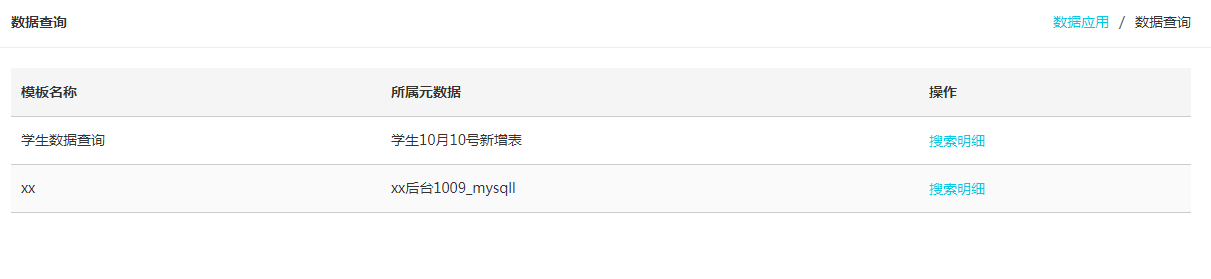 数据查询 数据应用 / 数据查询
模板名称 所属元数据 操作
学生数据查询 学生10月10号新增表 搜索明细
xx xx后台1009_mysqll 搜索明细